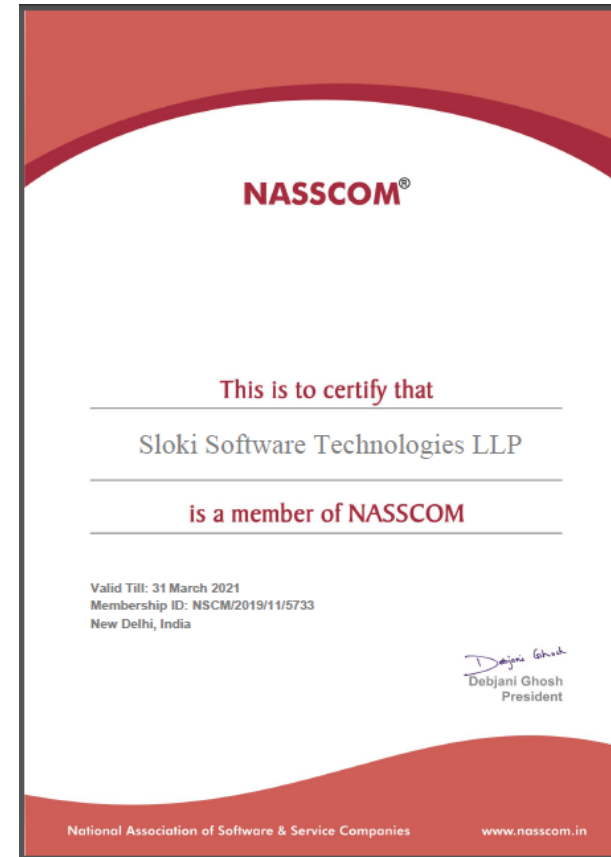 NASSCOM®
This is to certify that
Sloki Software Technologies LLP
is a member of NASSCOM
Valid Till: 31 March 2021
Membership ID: NSCM/2019/11/5733
New Delhi, India
Debjani Ghosh
Debjani Ghosh
President
National Association of Software & Service Companies www.nasscom.in